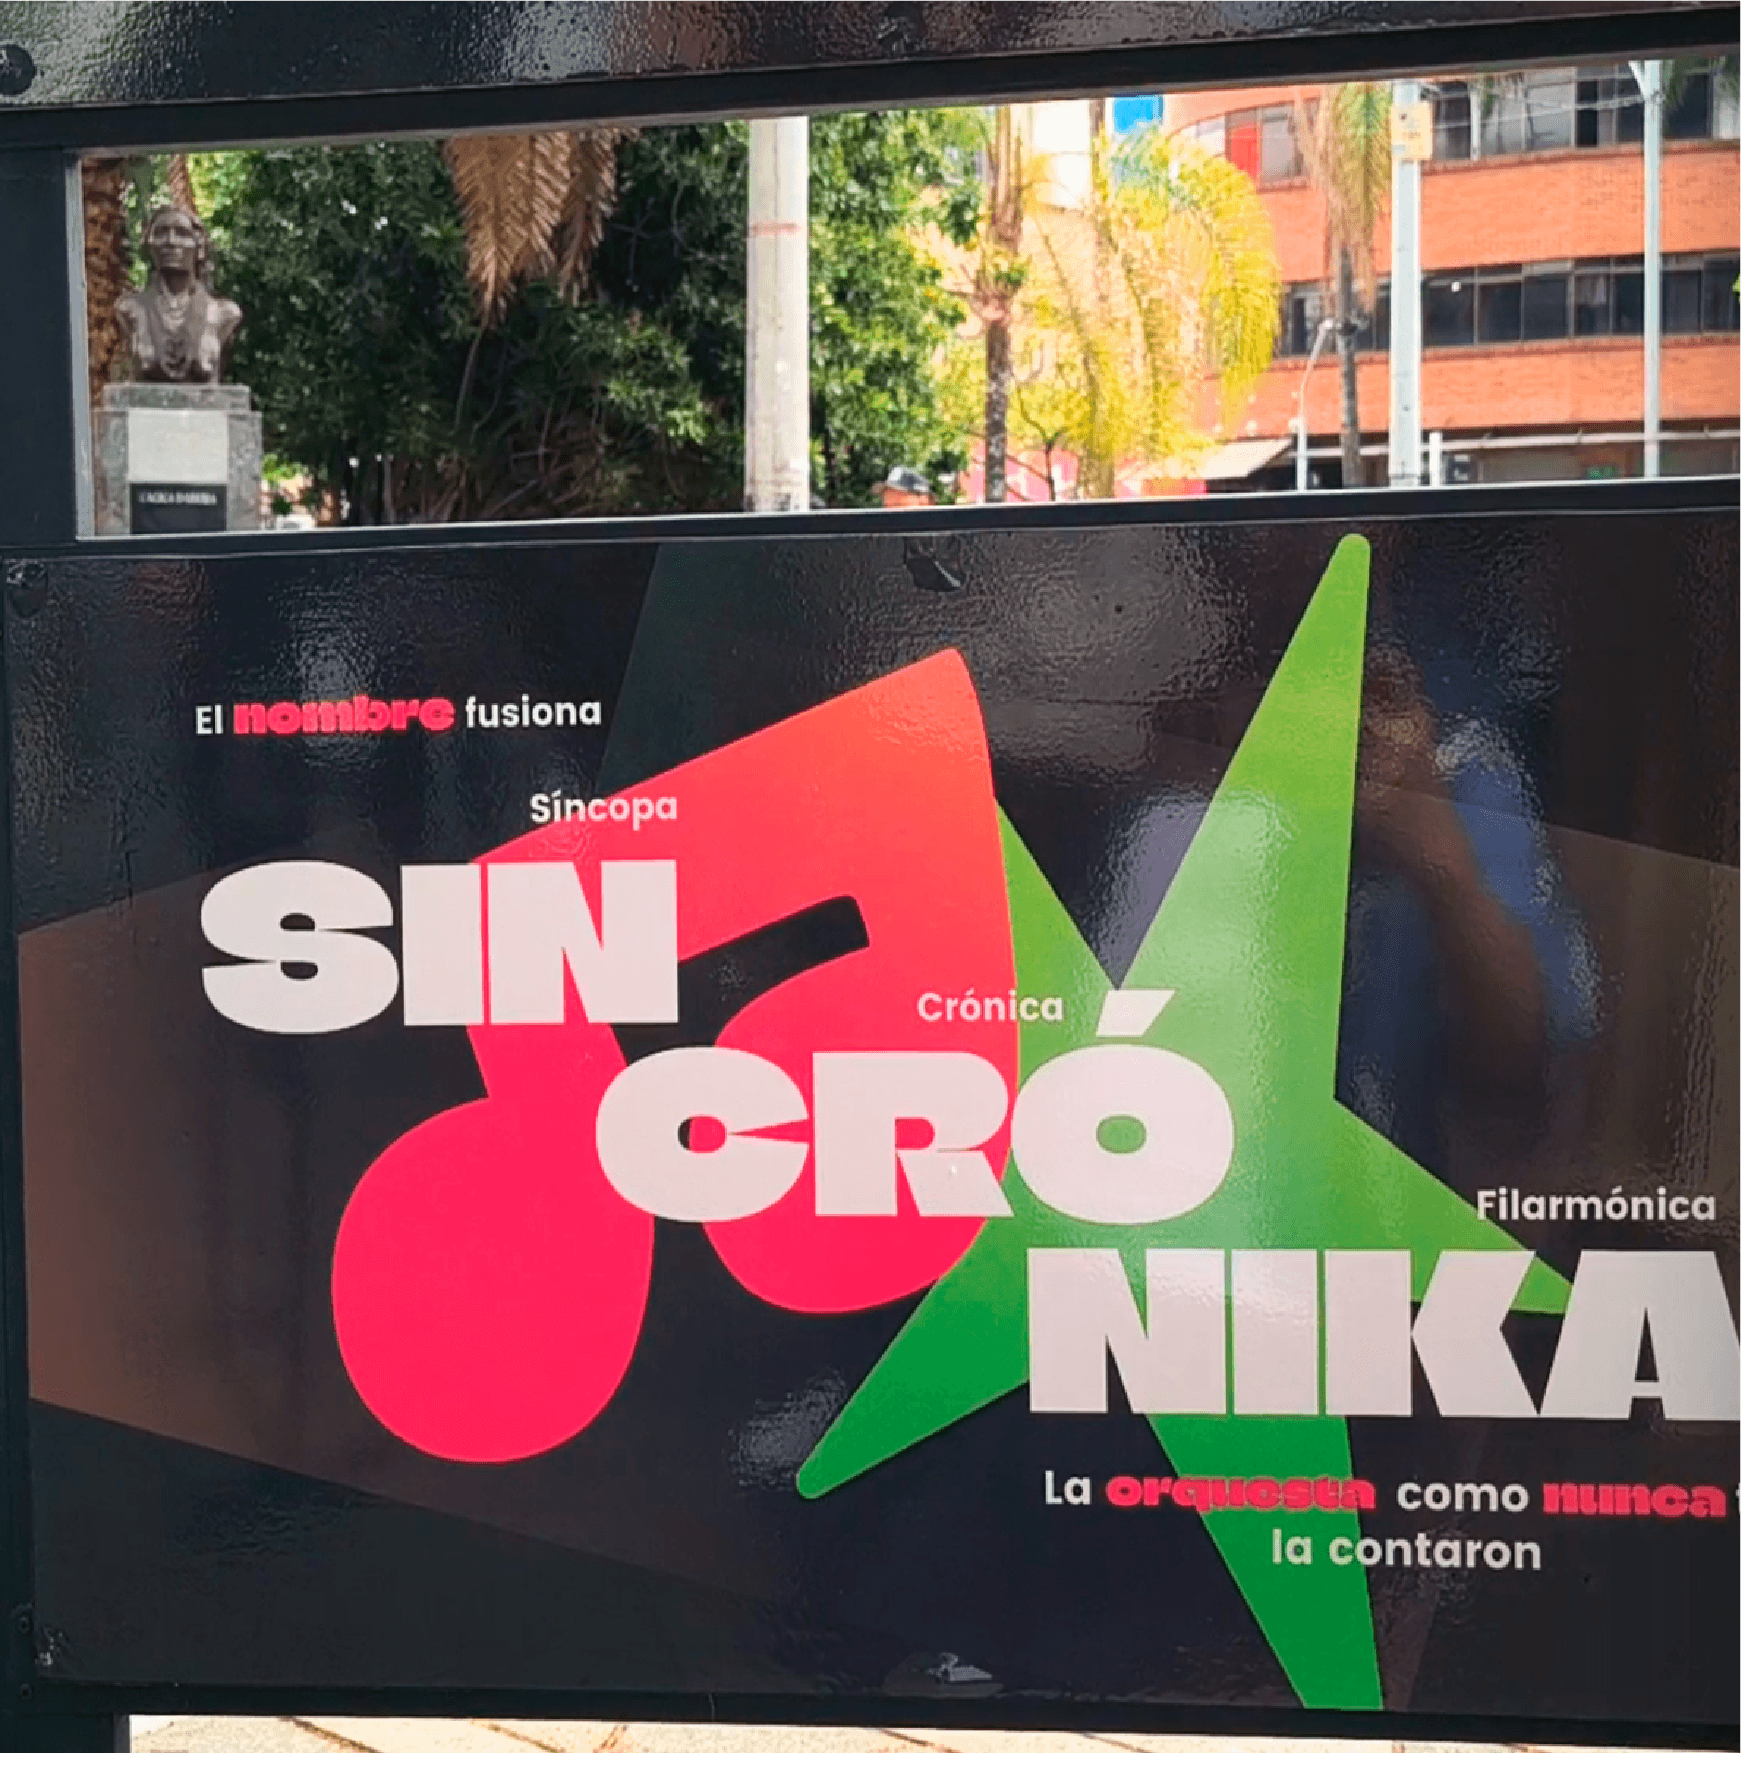 El nombre fusiona
Síncopa
SIN
Crónica
CRÓ
Filarmónica
NIKA
La orquesta como nunca
la contaron